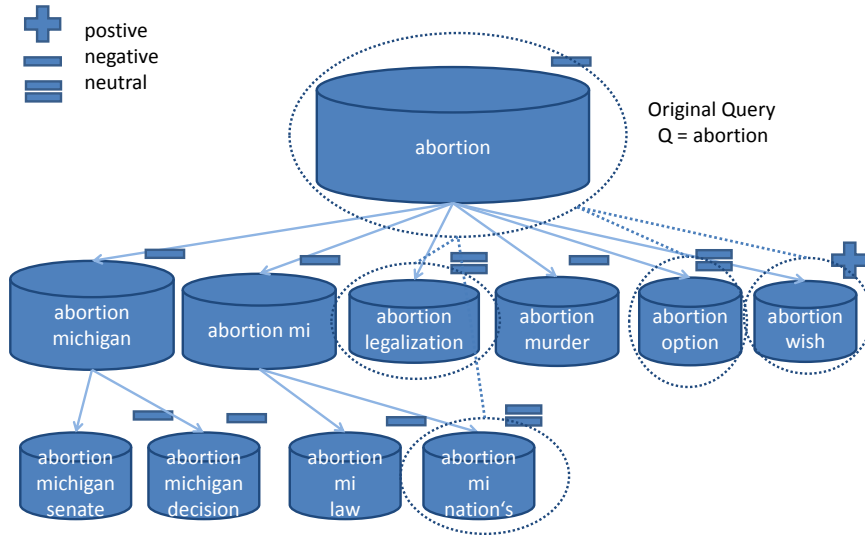 postive
negative
neutral
abortion
Original Query
Q = abortion
abortion
michigan
abortion mi
abortion
legalization
abortion
murder
abortion
option
abortion
wish
abortion
michigan
senate
abortion
michigan
decision
abortion
mi
law
abortion
mi
nation‘s